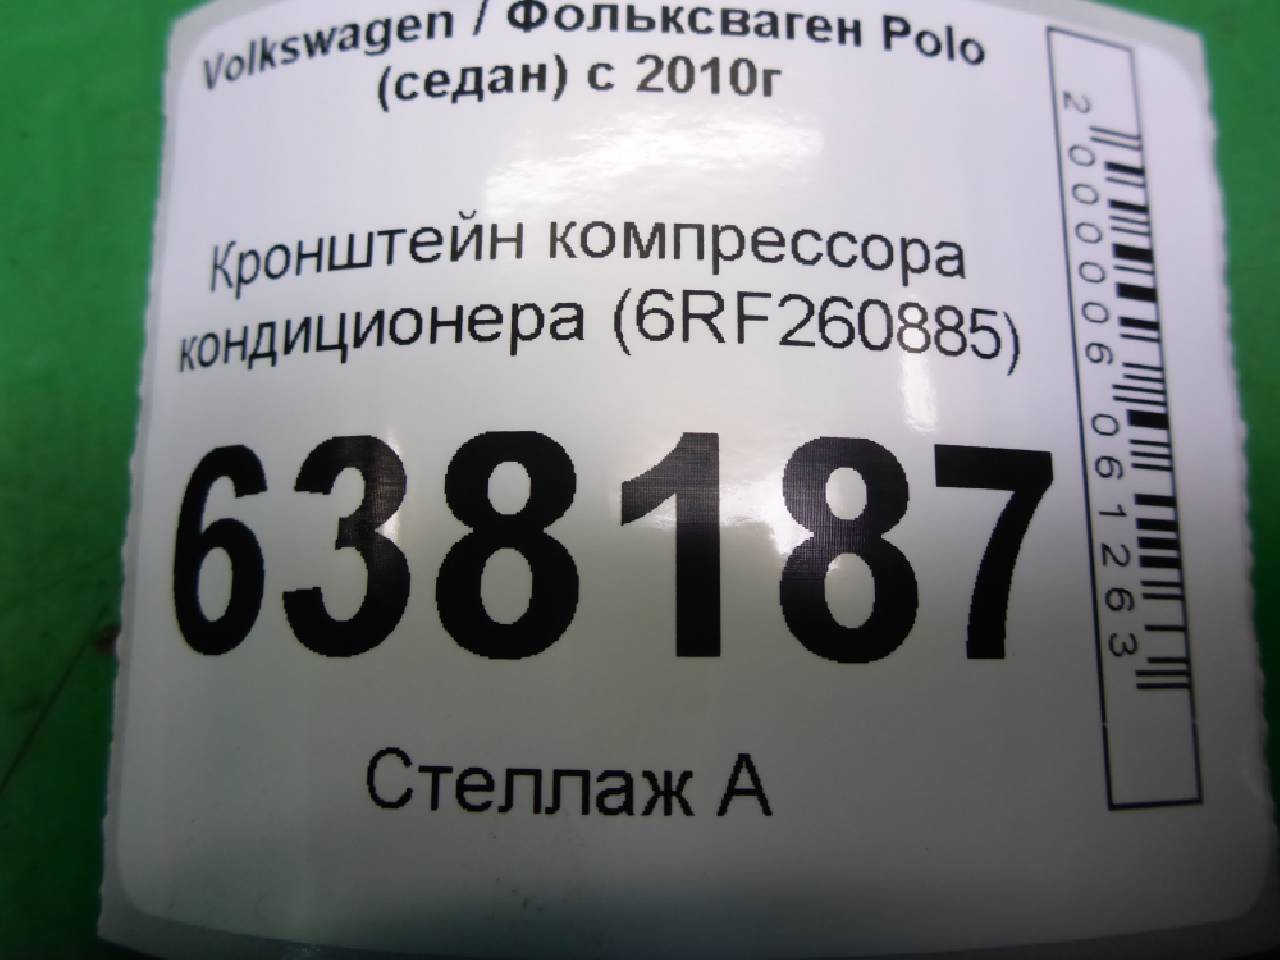 Volkswagen / Фольксваген Polo
(седан) с 2010г
Кронштейн компрессора
кондиционера (6RF260885)
638187
Стеллаж А
2000006061263